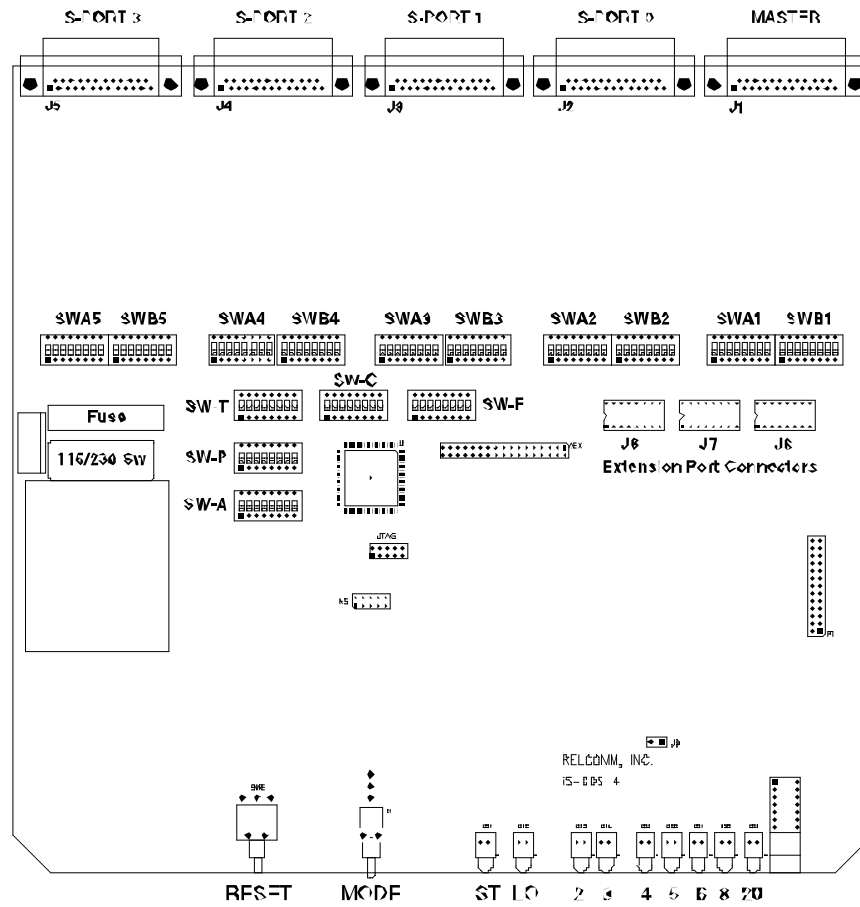 S-PORT 3 S-PORT 2 S-PORT 1 S-PORT 0 MASTER
J5 J4 J3 J2 J1
SWA5 SWB5 SWA4 SWB4 SWA3 SWB3 SWA2 SWB2 SWA1 SWB1
SW-C
SW-T SW-F
Fuse
J8 J7 J6
115/230 SW SW-P
Extension Port Connectors
SW-A
JTAG
RELCOMM, INC.
RESET MODE ST LO 2 3 4 5 6 8 20